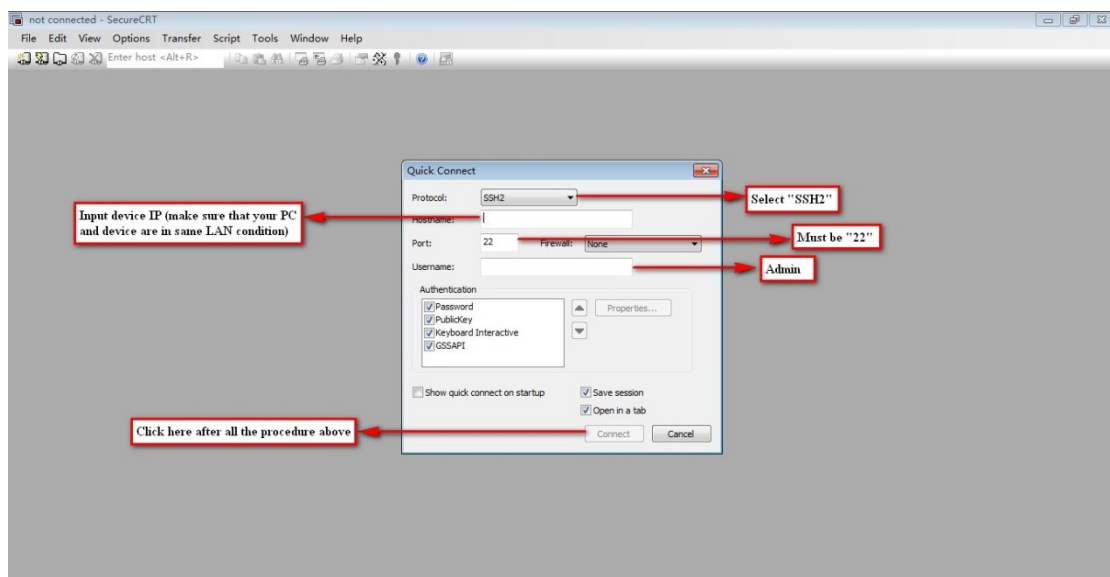 not connected - SecureCRT
File Edit View Options Transfer Script Tools Window Help
Enter host <Alt+R>
Quick Connect
Protocol: SSH2
Select "SSH2"
Input device IP (make sure that your PC
and device are in same LAN condition)
Hostname:
Port: 22 Firewall: None
Must be "22"
Username:
Admin
Authentication
Password
PublicKey
Keyboard Interactive
GSSAPI
Properties...
Show quick connect on startup
Save session
Open in a tab
Click here after all the procedure above
Connect Cancel